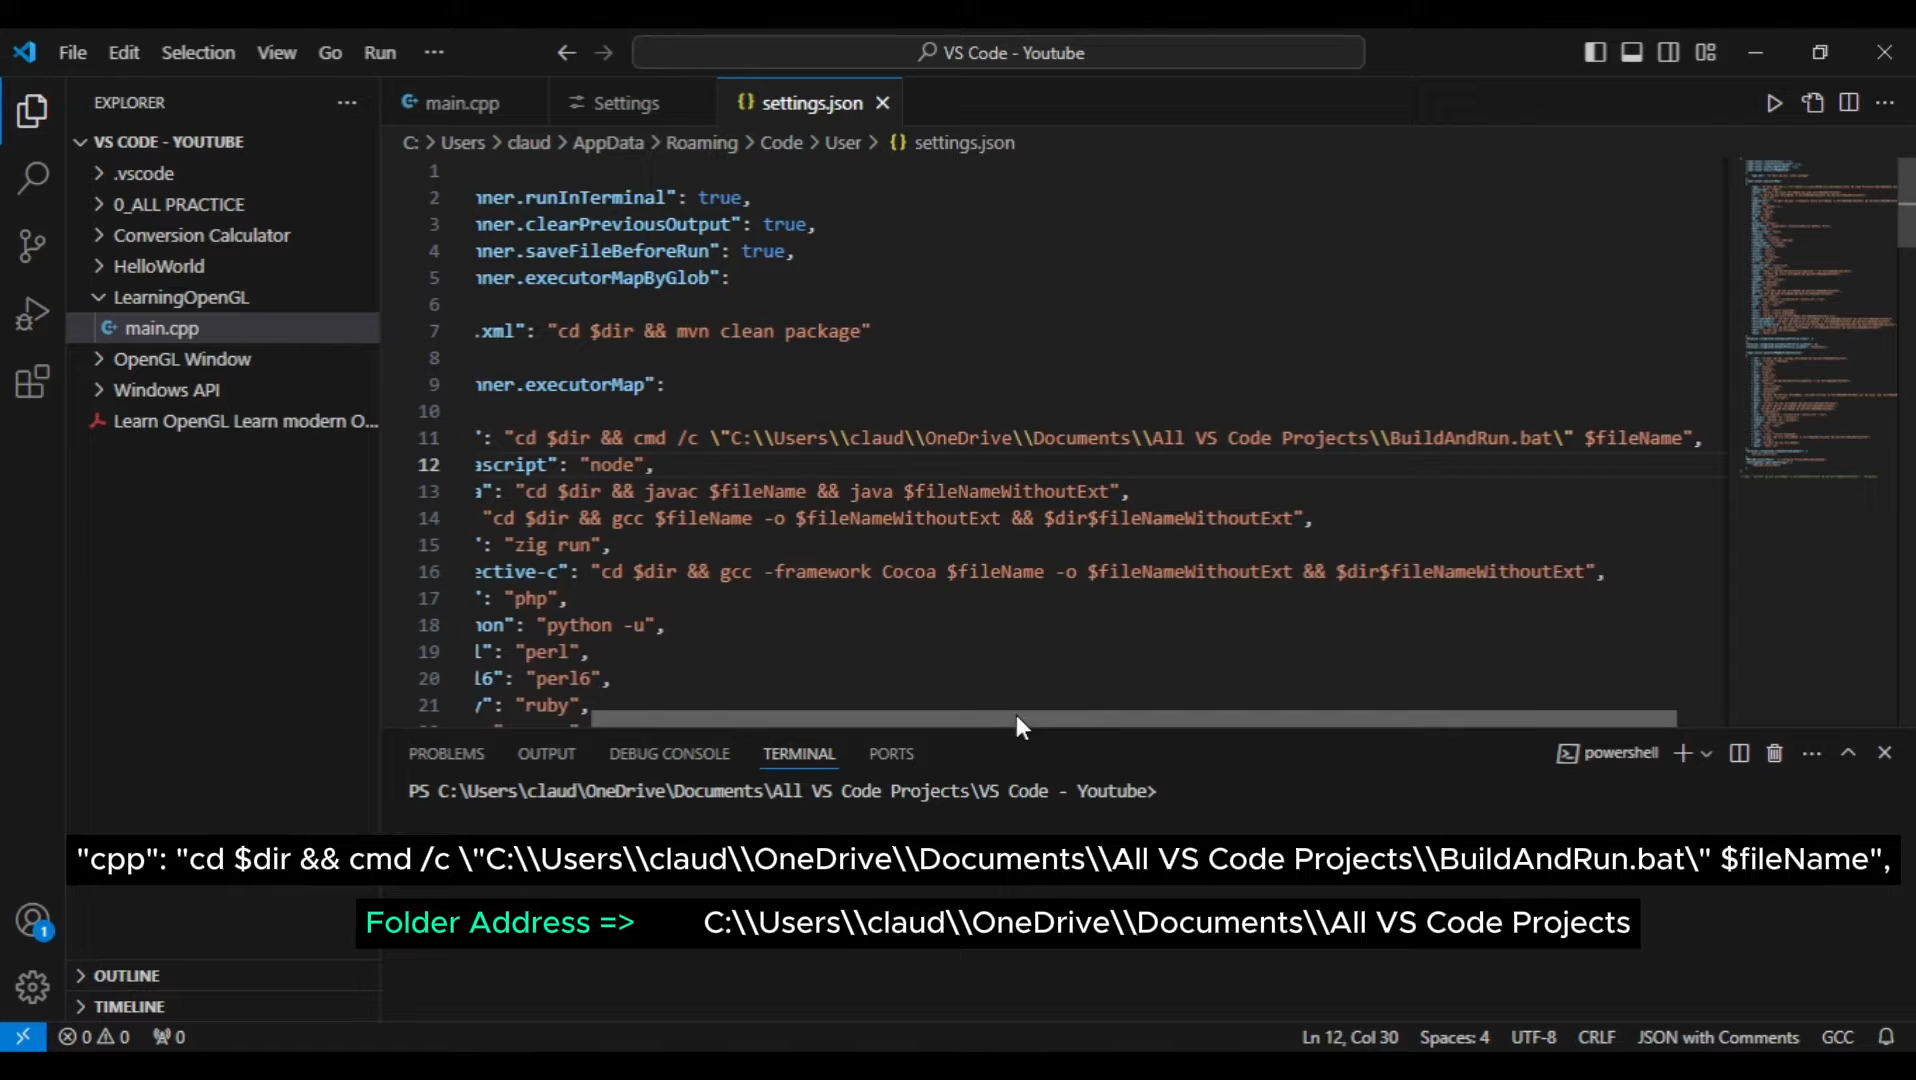 File Edit Selection View Go Run ···
VS Code - Youtube
EXPLORER ···
VS CODE - YOUTUBE
.vscode
0_ALL PRACTICE
Conversion Calculator
HelloWorld
LearningOpenGL
main.cpp
OpenGL Window
Windows API
Learn OpenGL Learn modern O...
main.cpp Settings {} settings.json
C: > Users > claud > AppData > Roaming > Code > User > {} settings.json
1
2 nner.runInTerminal": true,
3 nner.clearPreviousOutput": true,
4 nner.saveFileBeforeRun": true,
5 nner.executorMapByGlob":
6
7 .xml": "cd $dir && mvn clean package"
8
9 nner.executorMap":
10
11 ": "cd $dir && cmd /c \"C:\\Users\\claud\\OneDrive\\Documents\\All VS Code Projects\\BuildAndRun.bat\" $fileName",
12 ascript": "node",
13 a": "cd $dir && javac $fileName && java $fileNameWithoutExt",
14 "cd $dir && gcc $fileName -o $fileNameWithoutExt && $dir$fileNameWithoutExt",
15 ": "zig run",
16 ective-c": "cd $dir && gcc -framework Cocoa $fileName -o $fileNameWithoutExt && $dir$fileNameWithoutExt",
17 ": "php",
18 hon": "python -u",
19 l": "perl",
20 l6": "perl6",
21 y": "ruby",
PROBLEMS OUTPUT DEBUG CONSOLE TERMINAL PORTS
powershell
PS C:\Users\claud\OneDrive\Documents\All VS Code Projects\VS Code - Youtube>
"cpp": "cd $dir && cmd /c \"C:\\Users\\claud\\OneDrive\\Documents\\All VS Code Projects\\BuildAndRun.bat\" $fileName",
Folder Address => C:\\Users\\claud\\OneDrive\\Documents\\All VS Code Projects
1
OUTLINE
TIMELINE
0 0 0
Ln 12, Col 30 Spaces: 4 UTF-8 CRLF JSON with Comments GCC